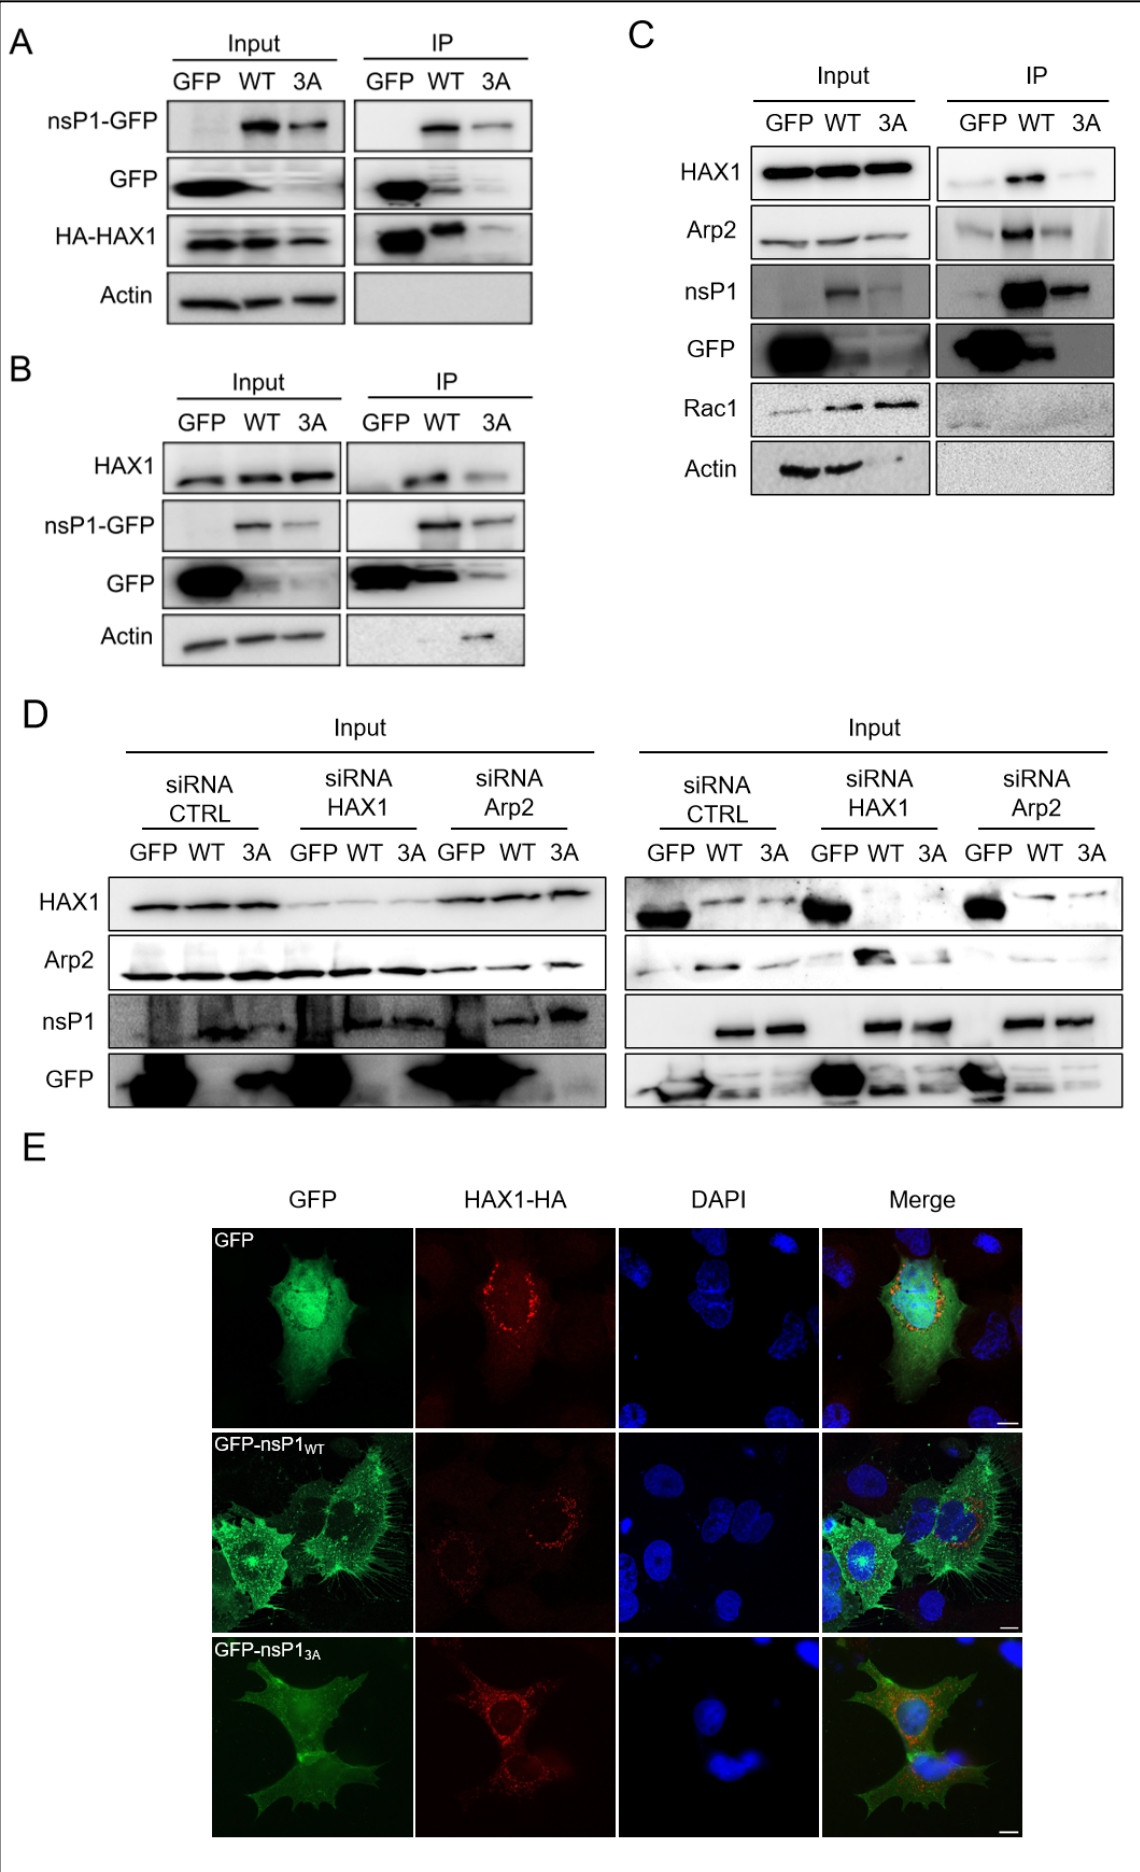 A
Input IP
GFP WT 3A GFP WT 3A
nsP1-GFP
GFP
HA-HAX1
Actin
B
Input IP
GFP WT 3A GFP WT 3A
HAX1
nsP1-GFP
GFP
Actin
C
Input IP
GFP WT 3A GFP WT 3A
HAX1
Arp2
nsP1
GFP
Rac1
Actin
D
Input Input
siRNA CTRL siRNA HAX1 siRNA Arp2 siRNA CTRL siRNA HAX1 siRNA Arp2
GFP WT 3A GFP WT 3A GFP WT 3A GFP WT 3A GFP WT 3A GFP WT 3A
HAX1
Arp2
nsP1
GFP
E
GFP HAX1-HA DAPI Merge
GFP
GFP-nsP1WT
GFP-nsP13A